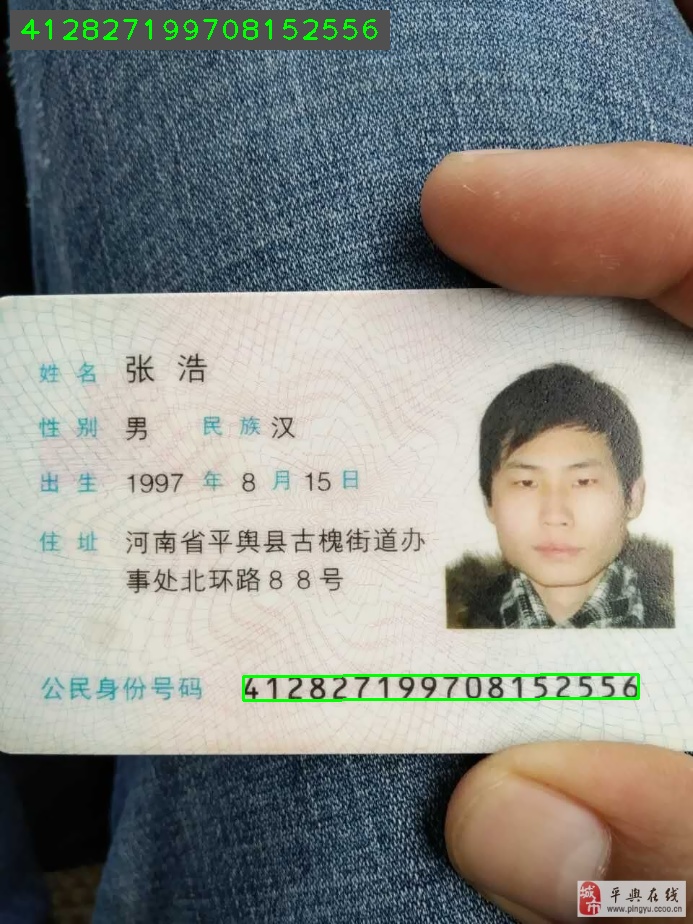 412827199708152556
姓名 张浩
性别 男 民族 汉
出生 1997 年 8 月 15 日
住址 河南省平舆县古槐街道办
事处北环路88号
公民身份号码 412827199708152556
城市 平舆在线
www.pingyu.ccoo.cn